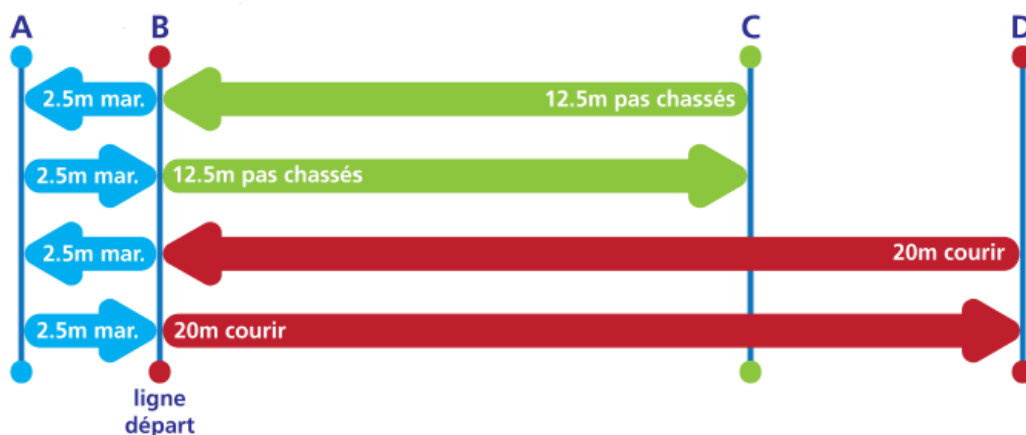 A B C D
2.5m mar. 12.5m pas chassés
2.5m mar. 12.5m pas chassés
2.5m mar. 20m courir
2.5m mar. 20m courir
ligne
départ